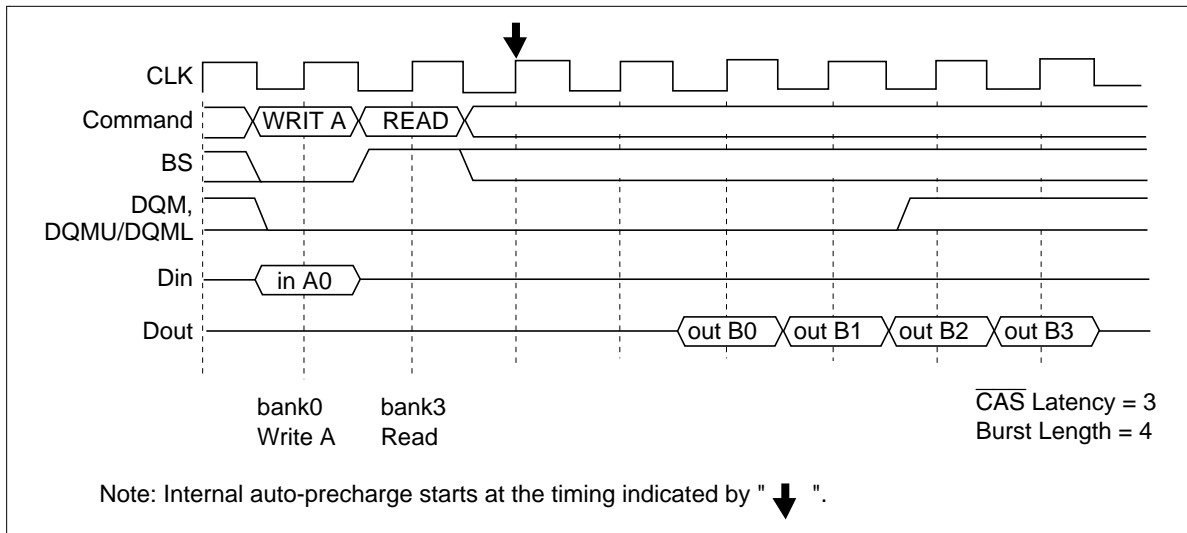 CLK
Command WRIT A READ
BS
DQM,
DQMU/DQML
Din in A0
Dout out B0 out B1 out B2 out B3
bank0 bank3
Write A Read
CAS Latency = 3
Burst Length = 4
Note: Internal auto-precharge starts at the timing indicated by " ".